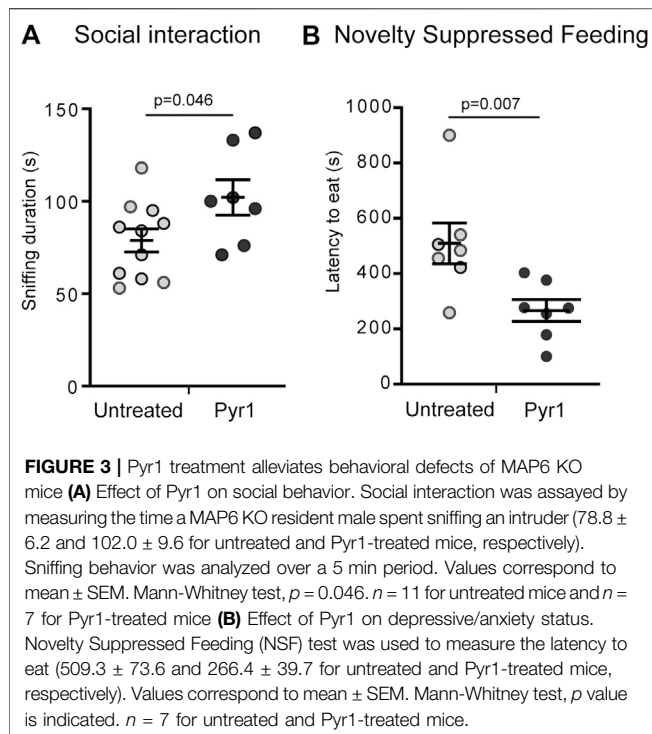 A Social interaction
B Novelty Suppressed Feeding
p=0.046
p=0.007
150
100
50
0
Sniffing duration (s)
Untreated Pyr1
1000
800
600
400
200
0
Latency to eat (s)
Untreated Pyr1
FIGURE 3 | Pyr1 treatment alleviates behavioral defects of MAP6 KO
mice (A) Effect of Pyr1 on social behavior. Social interaction was assayed by
measuring the time a MAP6 KO resident male spent sniffing an intruder (78.8 ±
6.2 and 102.0 ± 9.6 for untreated and Pyr1-treated mice, respectively).
Sniffing behavior was analyzed over a 5 min period. Values correspond to
mean ± SEM. Mann-Whitney test, p = 0.046. n = 11 for untreated mice and n =
7 for Pyr1-treated mice (B) Effect of Pyr1 on depressive/anxiety status.
Novelty Suppressed Feeding (NSF) test was used to measure the latency to
eat (509.3 ± 73.6 and 266.4 ± 39.7 for untreated and Pyr1-treated mice,
respectively). Values correspond to mean ± SEM. Mann-Whitney test, p value
is indicated. n = 7 for untreated and Pyr1-treated mice.